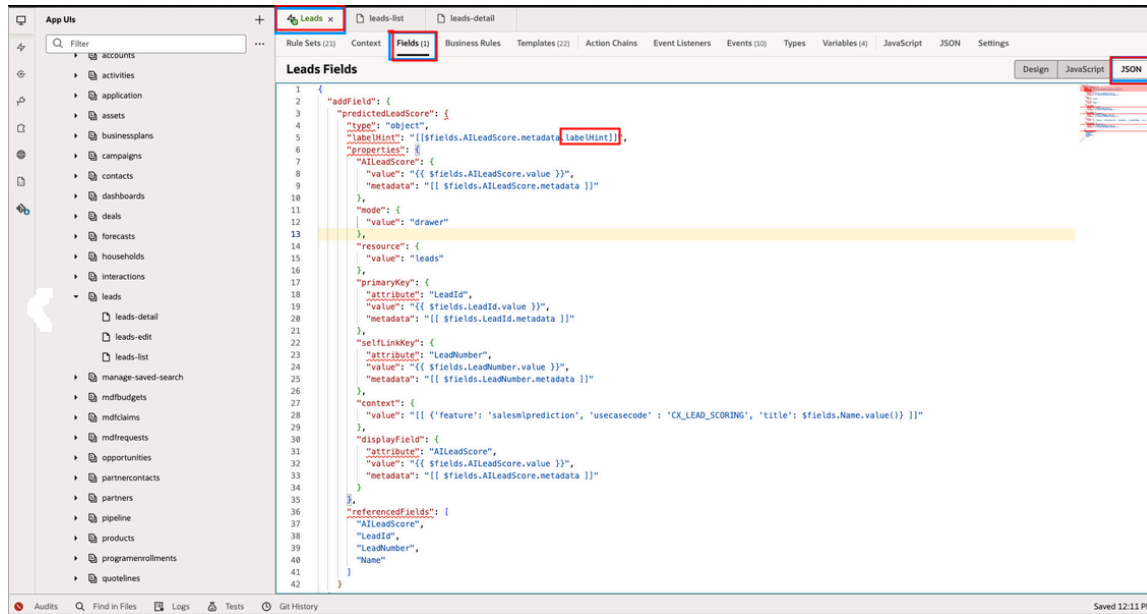 App UIs
Filter
accounts
activities
application
assets
businessplans
campaigns
contacts
dashboards
deals
forecasts
households
interactions
leads
leads-detail
leads-edit
leads-list
manage-saved-search
mdfbudgets
mdfclaims
mdfrequests
opportunities
partnercontacts
partners
pipeline
products
programenrollments
quotelines
Leads × leads-list leads-detail
Rule Sets (21) Context Fields (1) Business Rules Templates (22) Action Chains Event Listeners Events (10) Types Variables (4) JavaScript JSON Settings
Leads Fields Design JavaScript JSON
1 {
2 "addField": {
3 "predictedLeadScore": {
4 "type": "object",
5 "labelHint": "[[$fields.AILeadScore.metadata.labelHint]]",
6 "properties": {
7 "AILeadScore": {
8 "value": "{{ $fields.AILeadScore.value }}",
9 "metadata": "[[ $fields.AILeadScore.metadata ]]"
10 },
11 "mode": {
12 "value": "drawer"
13 },
14 "resource": {
15 "value": "leads"
16 },
17 "primaryKey": {
18 "attribute": "LeadId",
19 "value": "{{ $fields.LeadId.value }}",
20 "metadata": "[[ $fields.LeadId.metadata ]]"
21 },
22 "selfLinkKey": {
23 "attribute": "LeadNumber",
24 "value": "{{ $fields.LeadNumber.value }}",
25 "metadata": "[[ $fields.LeadNumber.metadata ]]"
26 },
27 "context": {
28 "value": "[[ {'feature': 'salesmlprediction', 'usecasecode' : 'CX_LEAD_SCORING', 'title': $fields.Name.value()} ]]"
29 },
30 "displayField": {
31 "attribute": "AILeadScore",
32 "value": "{{ $fields.AILeadScore.value }}",
33 "metadata": "[[ $fields.AILeadScore.metadata ]]"
34 }
35 },
36 "referencedFields": [
37 "AILeadScore",
38 "LeadId",
39 "LeadNumber",
40 "Name"
41 ]
42 }
Audits Find in Files Logs Tests Git History Saved 12:11